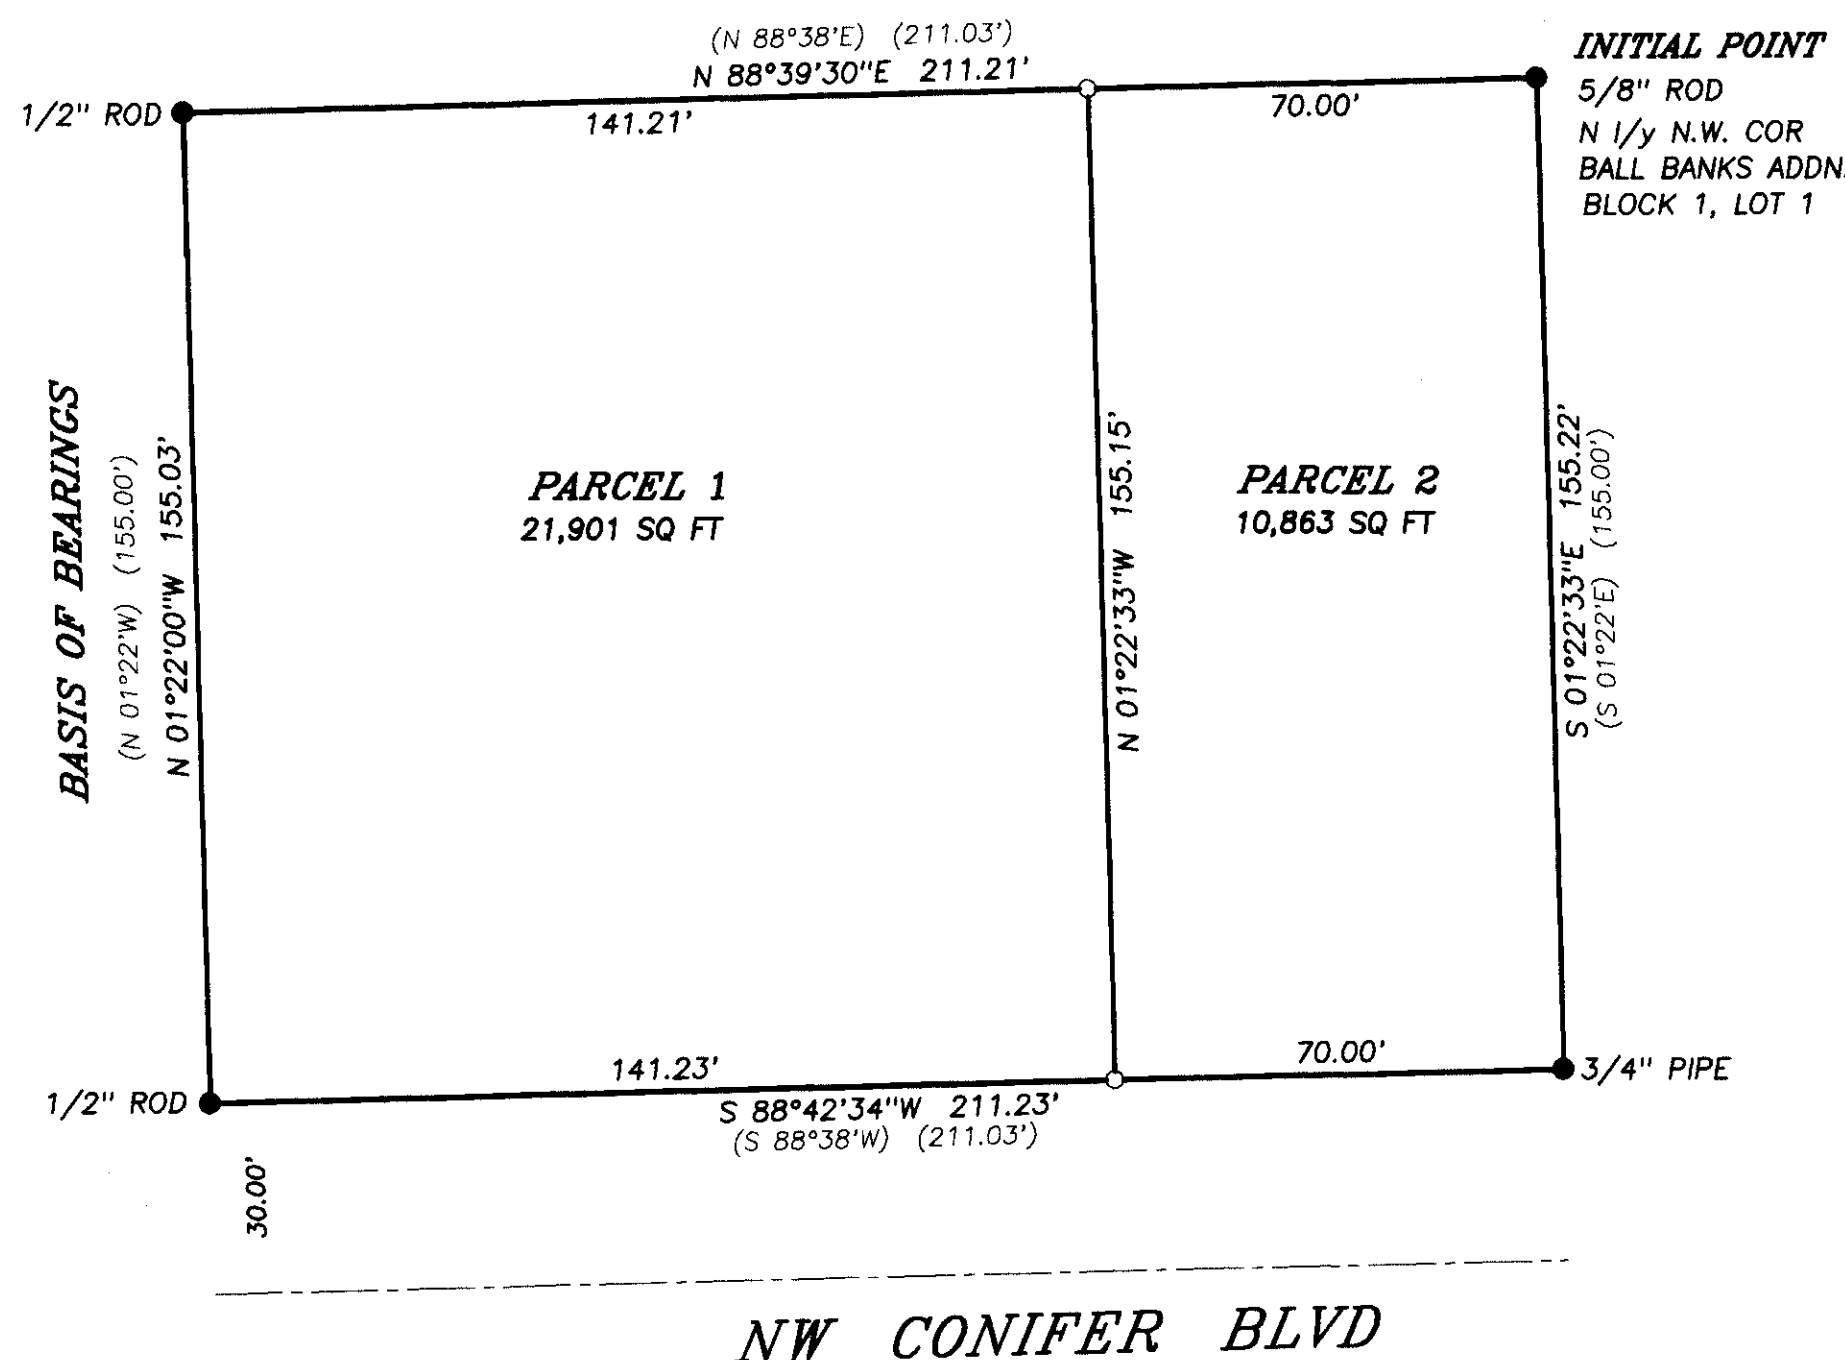 (N 88°38'E) (211.03')
N 88°39'30"E 211.21'
INITIAL POINT
5/8" ROD
N l/y N.W. COR
BALL BANKS ADDN.
BLOCK 1, LOT 1
1/2" ROD
141.21'
70.00'
BASIS OF BEARINGS
(N 01°22'W) (155.00')
N 01°22'00"W 155.03'
PARCEL 1
21,901 SQ FT
N 01°22'33"W 155.15'
PARCEL 2
10,863 SQ FT
S 01°22'33"E 155.22'
(S 01°22'E) (155.00')
141.23'
70.00'
3/4" PIPE
1/2" ROD
S 88°42'34"W 211.23'
(S 88°38'W) (211.03')
30.00'
NW CONIFER BLVD